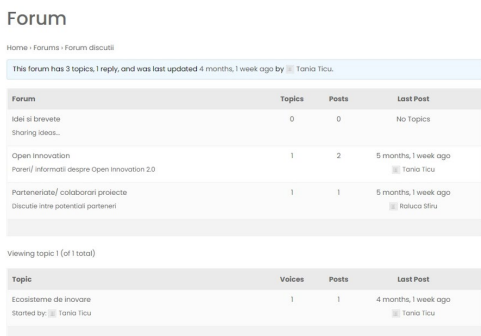 Forum
Home › Forums › Forum discutii
This forum has 3 topics, 1 reply, and was last updated 4 months, 1 week ago by Tania Ticu.
Forum Topics Posts Last Post
Idei si brevete 0 0 No Topics
Sharing ideas...
Open Innovation 1 2 5 months, 1 week ago
Pareri/ informatii despre Open Innovation 2.0 Tania Ticu
Parteneriate/ colaborari proiecte 1 1 5 months, 1 week ago
Discutie intre potentiali parteneri Raluca Sfiru
Viewing topic 1 (of 1 total)
Topic Voices Posts Last Post
Ecosisteme de inovare 1 1 4 months, 1 week ago
Started by: Tania Ticu Tania Ticu